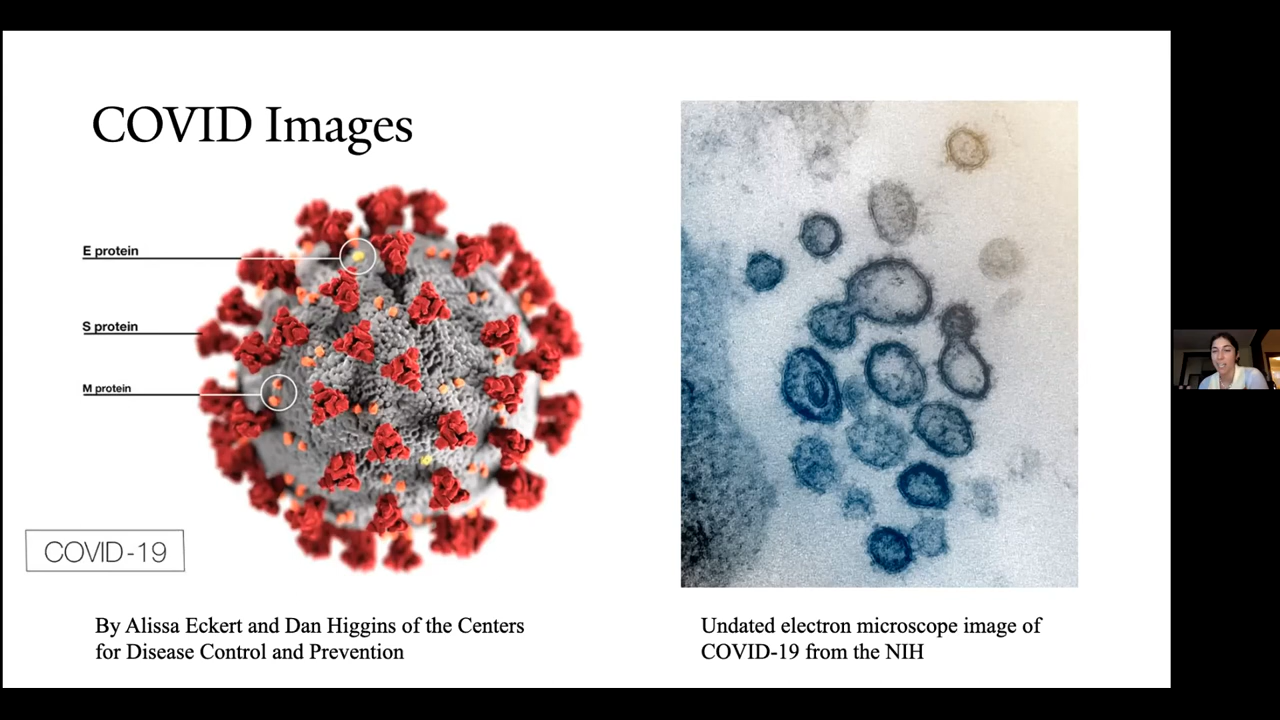 COVID Images
E protein
S protein
M protein
COVID-19
By Alissa Eckert and Dan Higgins of the Centers
for Disease Control and Prevention
Undated electron microscope image of
COVID-19 from the NIH